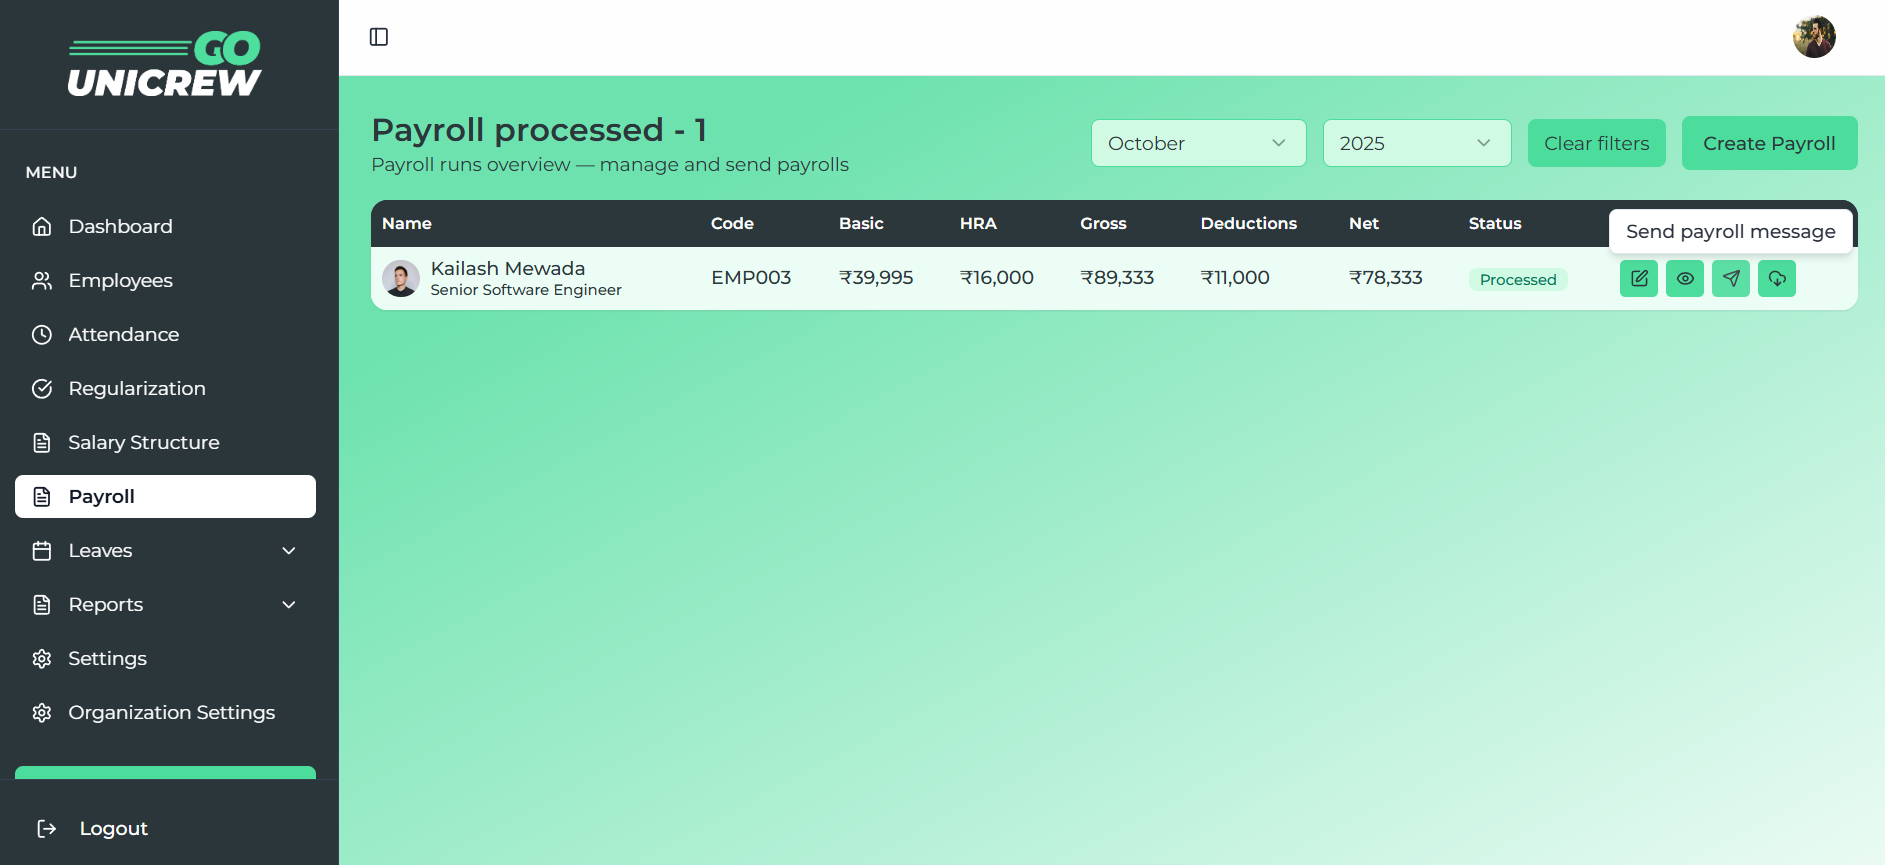 GO
UNICREW
MENU
Dashboard
Employees
Attendance
Regularization
Salary Structure
Payroll
Leaves
Reports
Settings
Organization Settings
Logout
Payroll processed - 1
Payroll runs overview — manage and send payrolls
October
2025
Clear filters
Create Payroll
Name Code Basic HRA Gross Deductions Net Status
Send payroll message
Kailash Mewada EMP003 ₹39,995 ₹16,000 ₹89,333 ₹11,000 ₹78,333 Processed
Senior Software Engineer